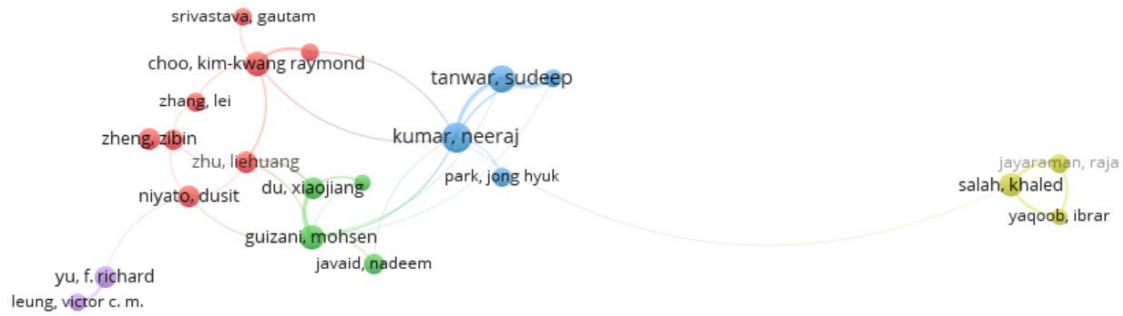 srivastava, gautam
choo, kim-kwang raymond
tanwar, sudeep
zhang, lei
zheng, zibin
kumar, neeraj
zhu, liehuang
jayaraman, raja
du, xiaojiang
park, jong hyuk
salah, khaled
niyato, dusit
yaqoob, ibrar
guizani, mohsen
javaid, nadeem
yu, f. richard
leung, victor c. m.